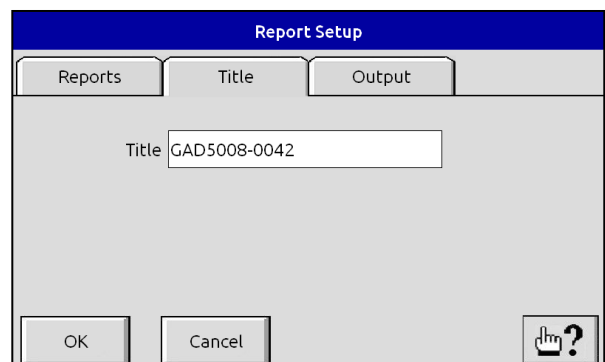 Report Setup
Reports Title Output
Title GAD5008-0042
OK Cancel ?